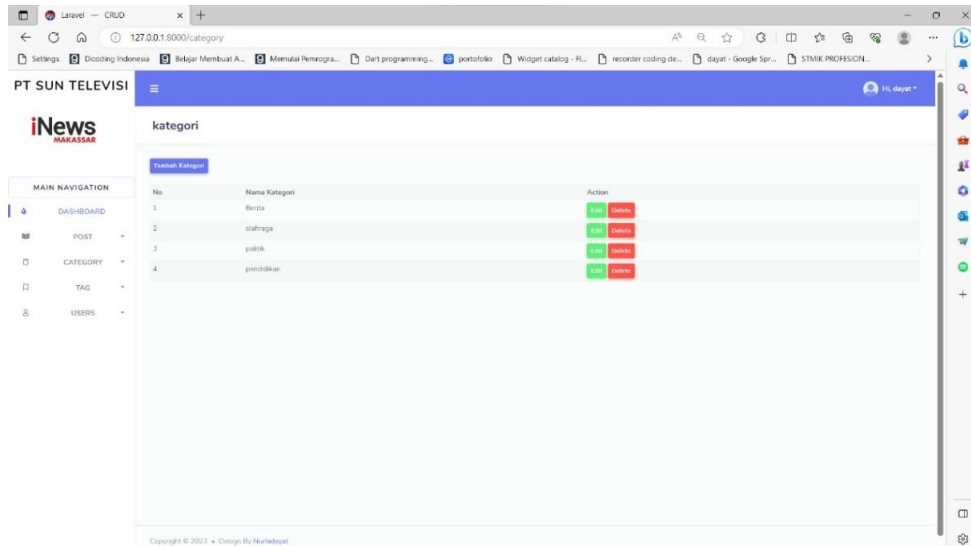 Laravel — CRUD
127.0.0.1:8000/category
Settings
Dicoding Indonesia
Belajar Membuat A...
Memulai Pemrogra...
Dart programming...
portofolio
Widget catalog - Fl...
recorder coding de...
dayat - Google Spr...
STMIK PROFESION...
PT SUN TELEVISI
Hi, dayat
iNews
MAKASSAR
kategori
Tambah Kategori
MAIN NAVIGATION
DASHBOARD
POST
CATEGORY
TAG
USERS
No Nama Kategori Action
1 Berita Edit Delete
2 olahraga Edit Delete
3 politik Edit Delete
4 pendidikan Edit Delete
Copyright © 2023 • Design By Nurhidayat